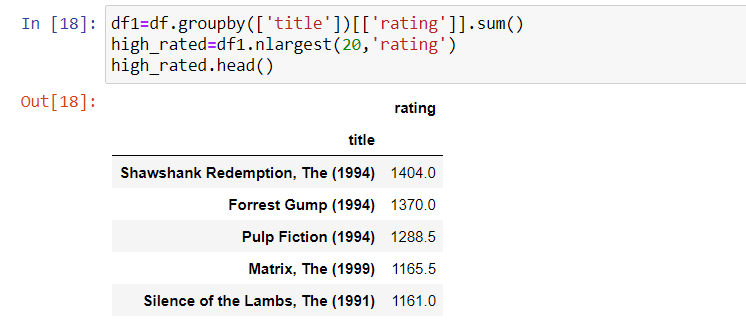 In [18]: df1=df.groupby(['title'])[['rating']].sum()
high_rated=df1.nlargest(20,'rating')
high_rated.head()
Out[18]:
rating
title
Shawshank Redemption, The (1994) 1404.0
Forrest Gump (1994) 1370.0
Pulp Fiction (1994) 1288.5
Matrix, The (1999) 1165.5
Silence of the Lambs, The (1991) 1161.0